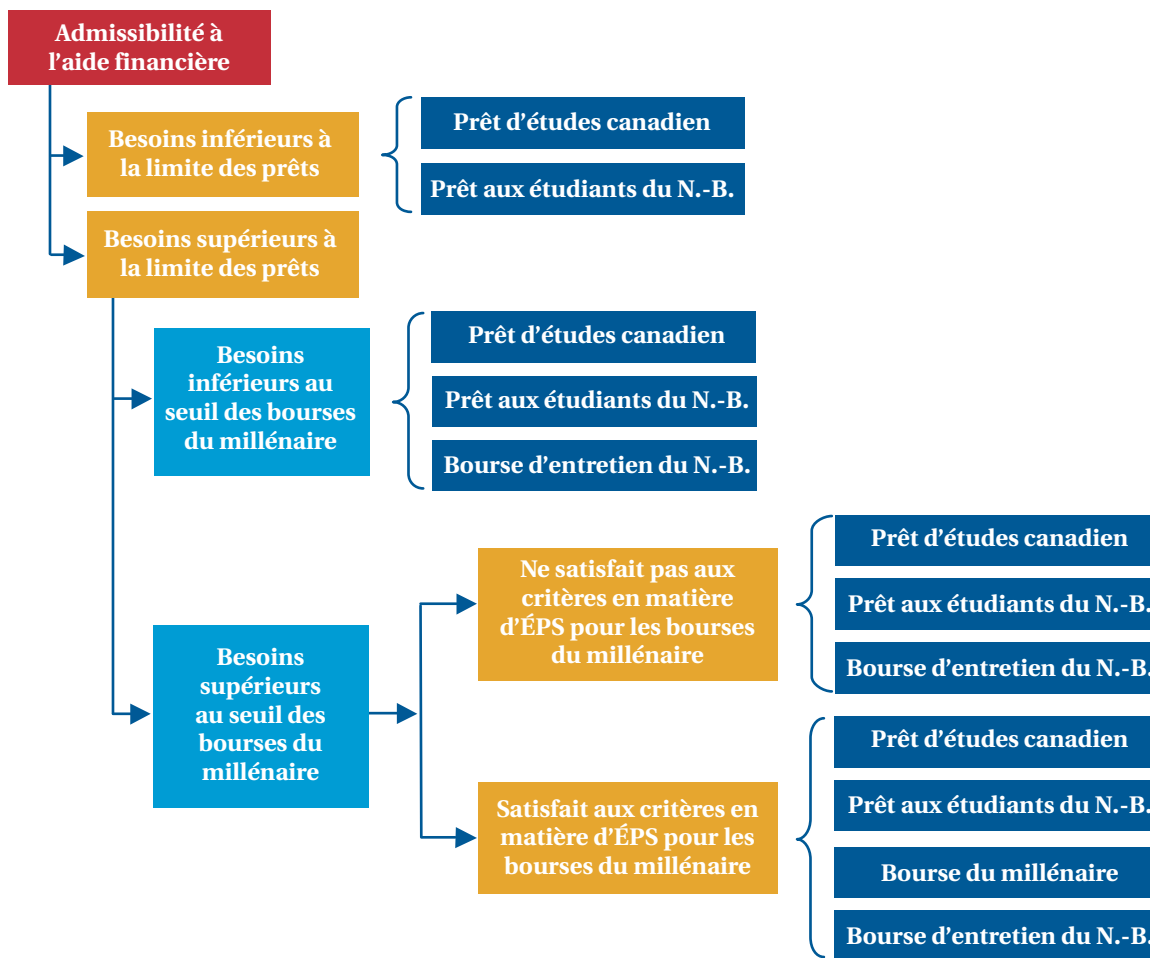 Admissibilité à
l'aide financière
Besoins inférieurs à
la limite des prêts
Prêt d'études canadien
Prêt aux étudiants du N.-B.
Besoins supérieurs à
la limite des prêts
Besoins
inférieurs au
seuil des bourses
du millénaire
Prêt d'études canadien
Prêt aux étudiants du N.-B.
Bourse d'entretien du N.-B.
Besoins
supérieurs
au seuil des
bourses du
millénaire
Ne satisfait pas aux
critères en matière
d'ÉPS pour les bourses
du millénaire
Prêt d'études canadien
Prêt aux étudiants du N.-B.
Bourse d'entretien du N.-B.
Satisfait aux critères en
matière d'ÉPS pour les
bourses du millénaire
Prêt d'études canadien
Prêt aux étudiants du N.-B.
Bourse du millénaire
Bourse d'entretien du N.-B.